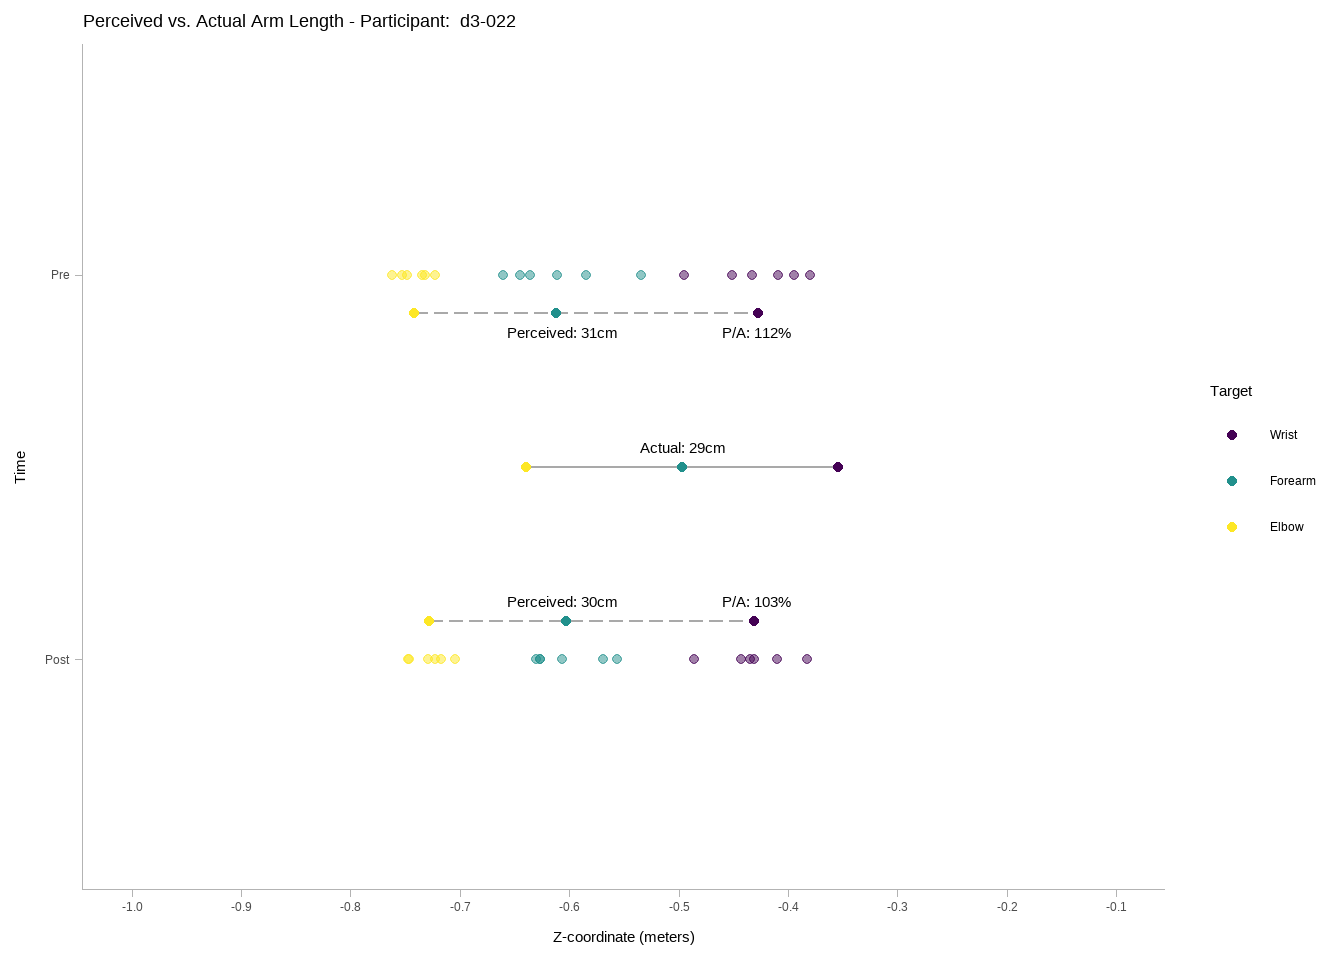 Perceived vs. Actual Arm Length - Participant:  d3-022
Pre
Perceived: 31cm
P/A: 112%
Actual: 29cm
Time
Perceived: 30cm
P/A: 103%
Post
-1.0
-0.9
-0.8
-0.7
-0.6
-0.5
-0.4
-0.3
-0.2
-0.1
Z-coordinate (meters)
Target
Wrist
Forearm
Elbow